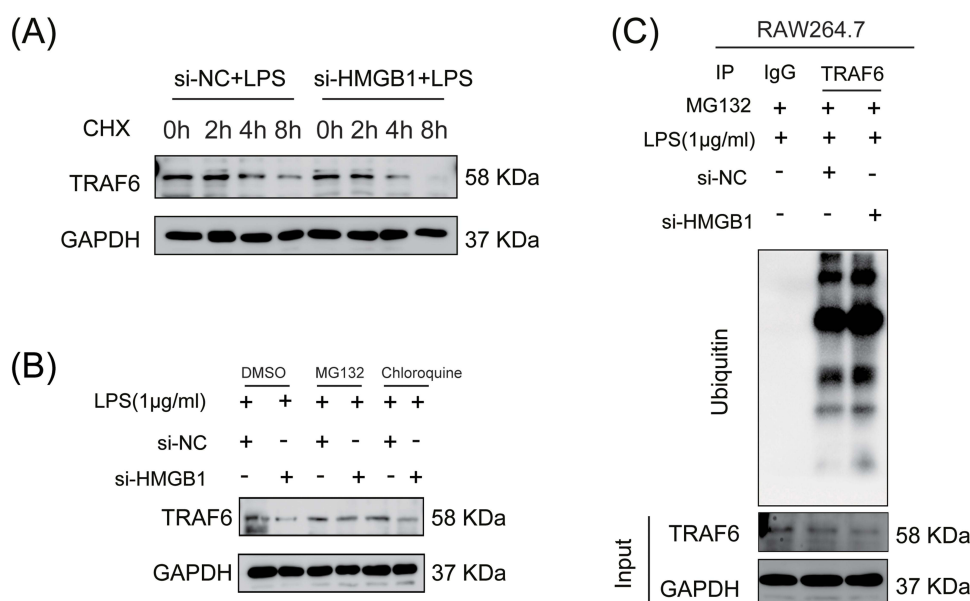 (A)
si-NC+LPS si-HMGB1+LPS
CHX 0h 2h 4h 8h 0h 2h 4h 8h
TRAF6 58 KDa
GAPDH 37 KDa
(B)
DMSO MG132 Chloroquine
LPS(1μg/ml) + + + + + +
si-NC + - + - + -
si-HMGB1 - + - + - +
TRAF6 58 KDa
GAPDH 37 KDa
(C)
RAW264.7
IP IgG TRAF6
MG132 + + +
LPS(1μg/ml) + + +
si-NC - + -
si-HMGB1 - - +
Ubiquitin
Input
TRAF6 58 KDa
GAPDH 37 KDa